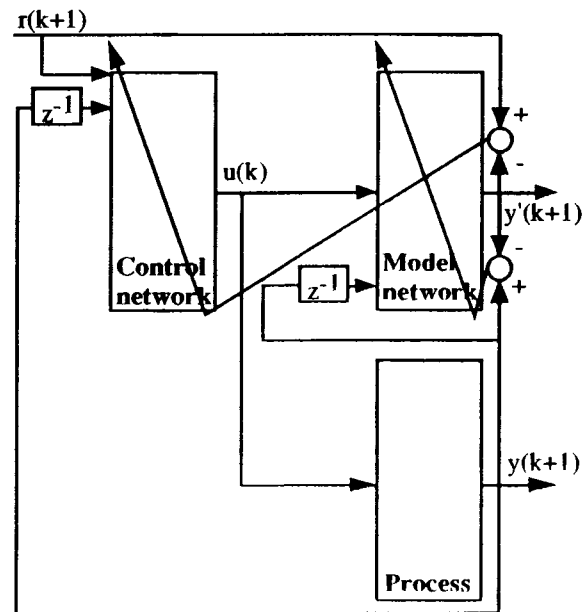 r(k+1)
z⁻¹
+
-
u(k)
y'(k+1)
-
+
Control
network
Model
network
z⁻¹
y(k+1)
Process